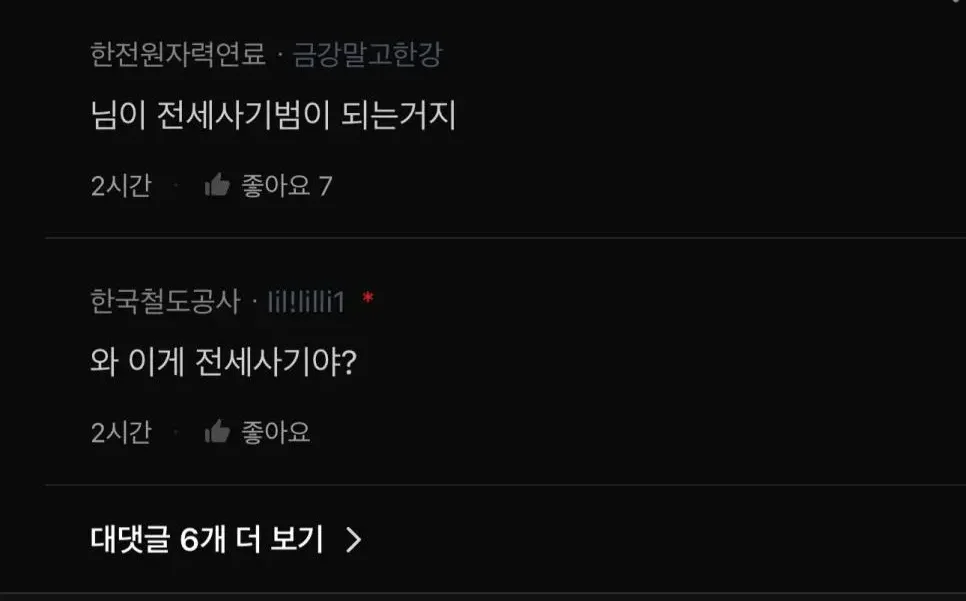 한전원자력연료 · 금강말고한강
님이 전세사기범이 되는거지
2시간 · 좋아요 7
한국철도공사 · lil!lilli1 *
와 이게 전세사기야?
2시간 · 좋아요
대댓글 6개 더 보기 >